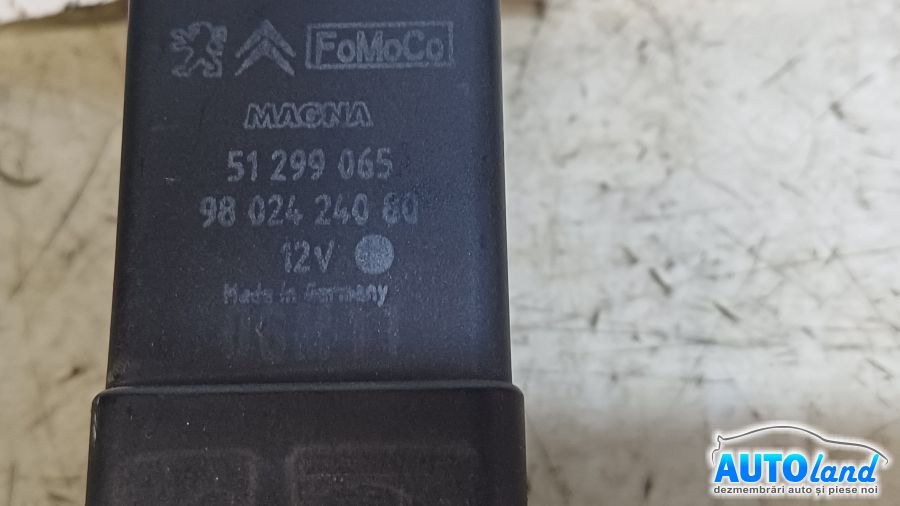 FoMoCo
MAGNA
51 299 065
98 024 240 80
12V
Made in Germany
AUTOland
dezmembrări auto și piese noi